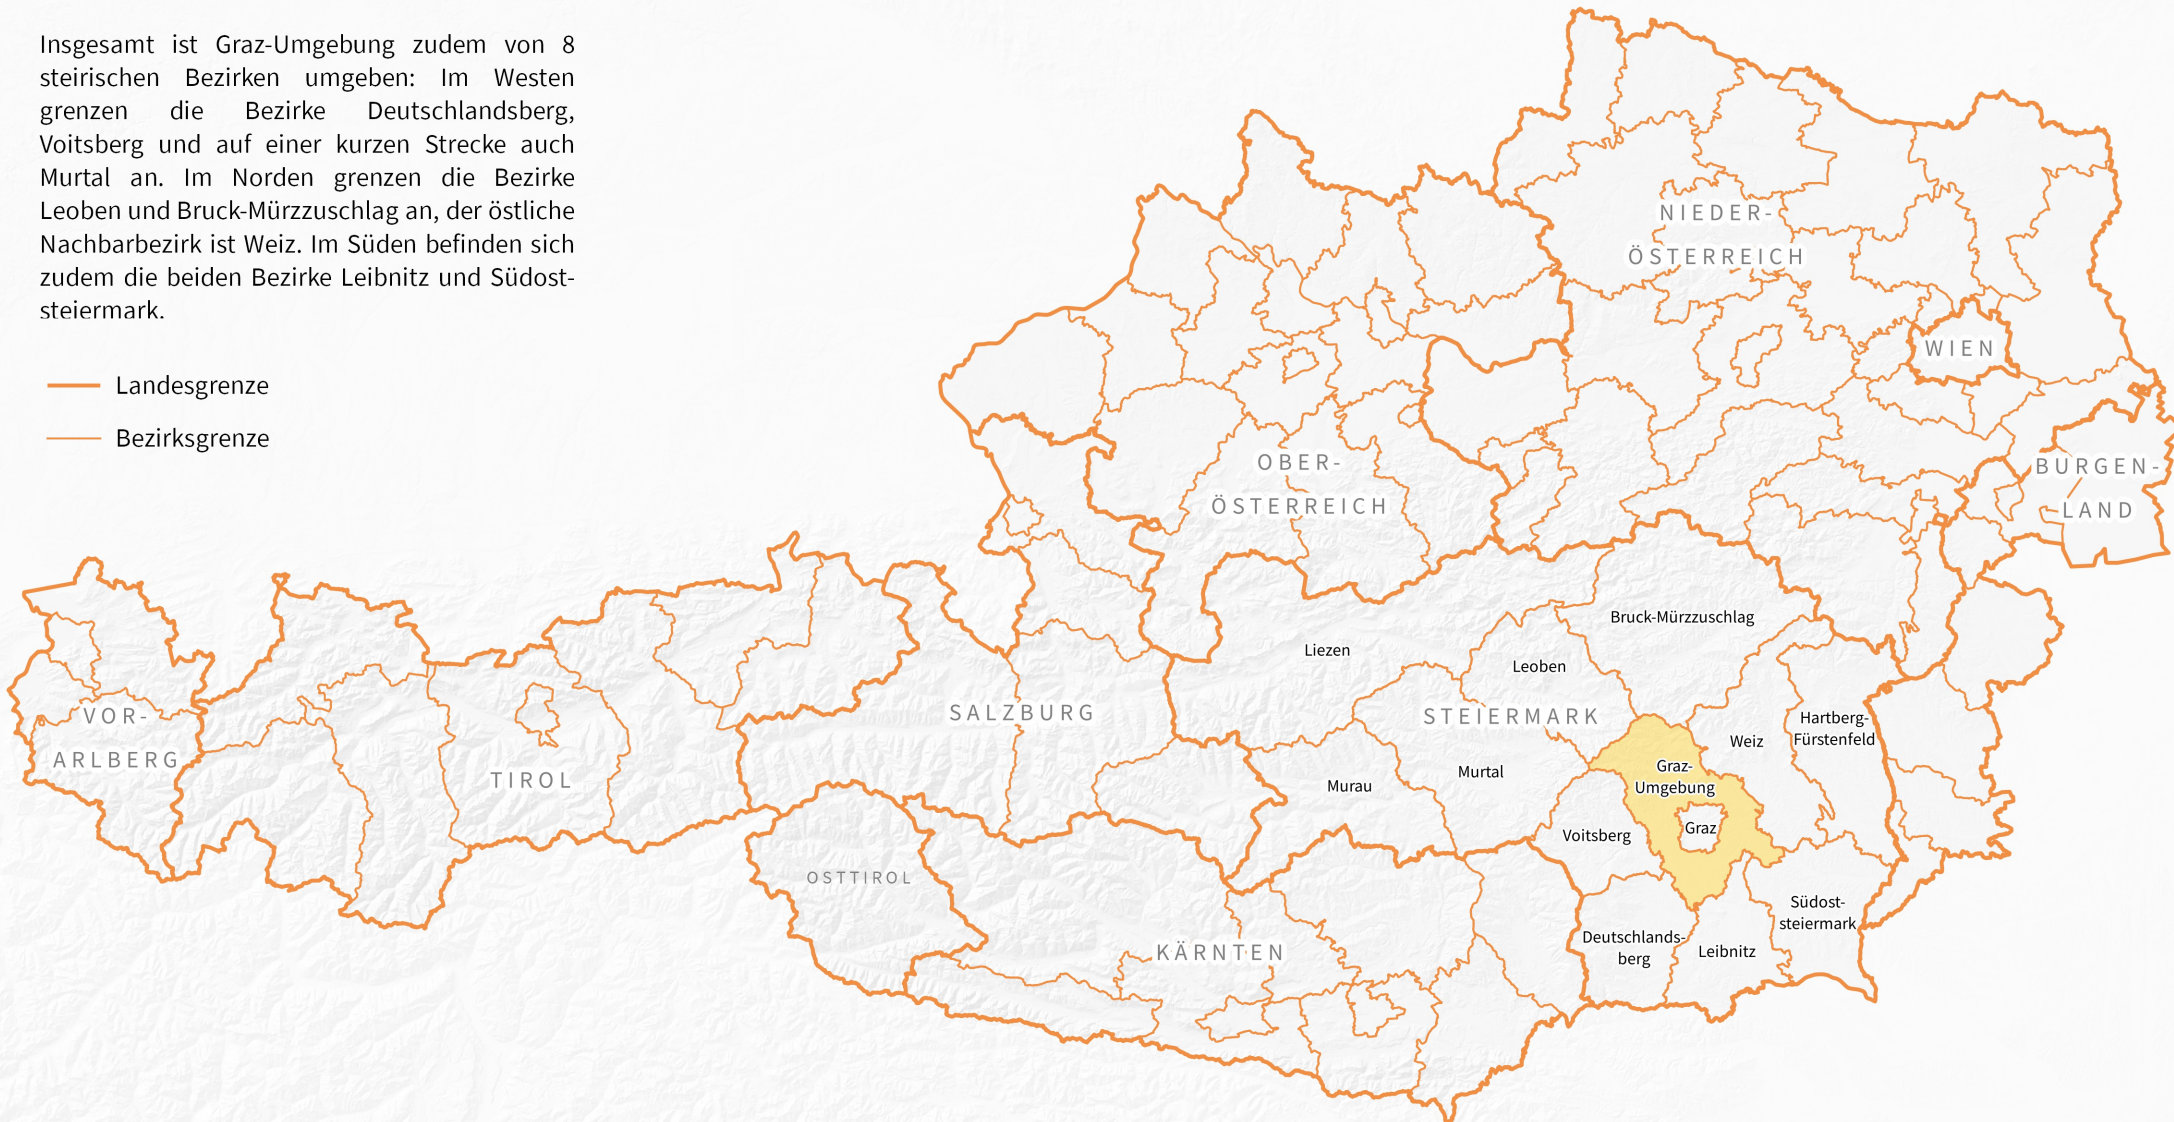 Insgesamt ist Graz-Umgebung zudem von 8
steirischen Bezirken umgeben: Im Westen
grenzen die Bezirke Deutschlandsberg,
Voitsberg und auf einer kurzen Strecke auch
Murtal an. Im Norden grenzen die Bezirke
Leoben und Bruck-Mürzzuschlag an, der östliche
Nachbarbezirk ist Weiz. Im Süden befinden sich
zudem die beiden Bezirke Leibnitz und Südost-
steiermark.
Landesgrenze
Bezirksgrenze
NIEDER-
ÖSTERREICH
WIEN
OBER-
ÖSTERREICH
BURGEN-
LAND
VOR-
ARLBERG
TIROL
SALZBURG
STEIERMARK
OSTTIROL
KÄRNTEN
Liezen
Bruck-Mürzzuschlag
Leoben
Murau
Murtal
Weiz
Hartberg-
Fürstenfeld
Graz-
Umgebung
Graz
Voitsberg
Deutschlands-
berg
Leibnitz
Südost-
steiermark